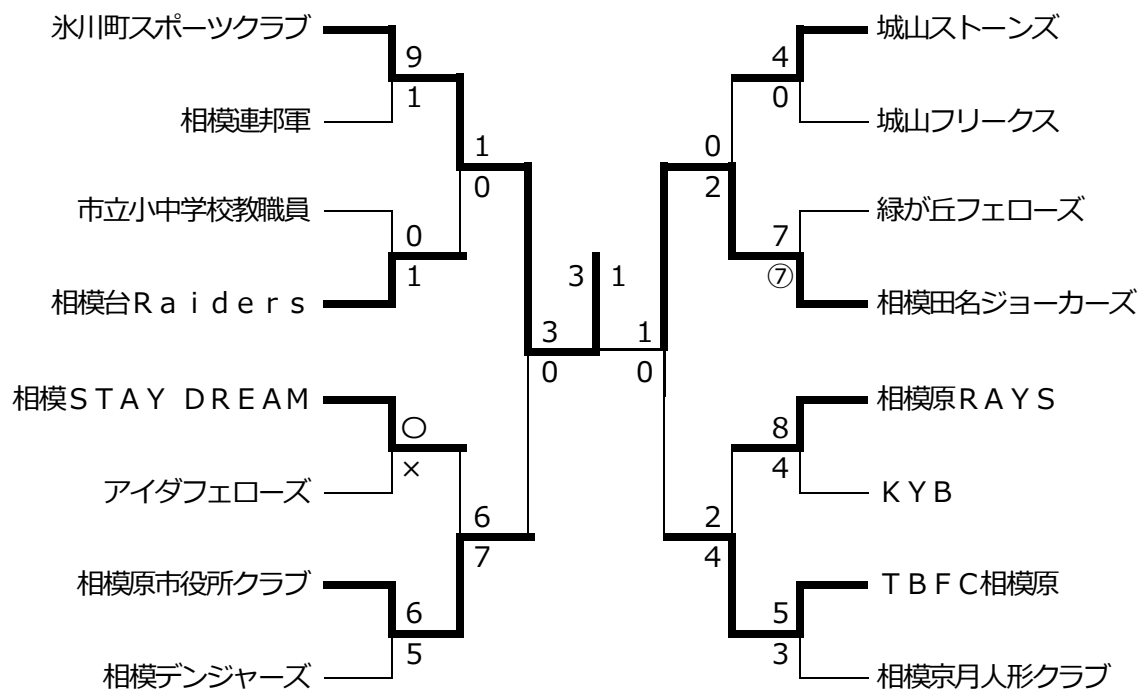 氷川町スポーツクラブ
9
1
相模連邦軍
1
0
市立小中学校教職員
0
1
相模台Ｒａｉｄｅｒｓ
3
0
相模ＳＴＡＹ ＤＲＥＡＭ
〇
×
アイダフェローズ
6
7
相模原市役所クラブ
6
5
相模デンジャーズ
3
1
城山ストーンズ
4
0
城山フリークス
0
2
緑が丘フェローズ
7
⑦
相模田名ジョーカーズ
1
0
相模原ＲＡＹＳ
8
4
ＫＹＢ
2
4
ＴＢＦＣ相模原
5
3
相模京月人形クラブ